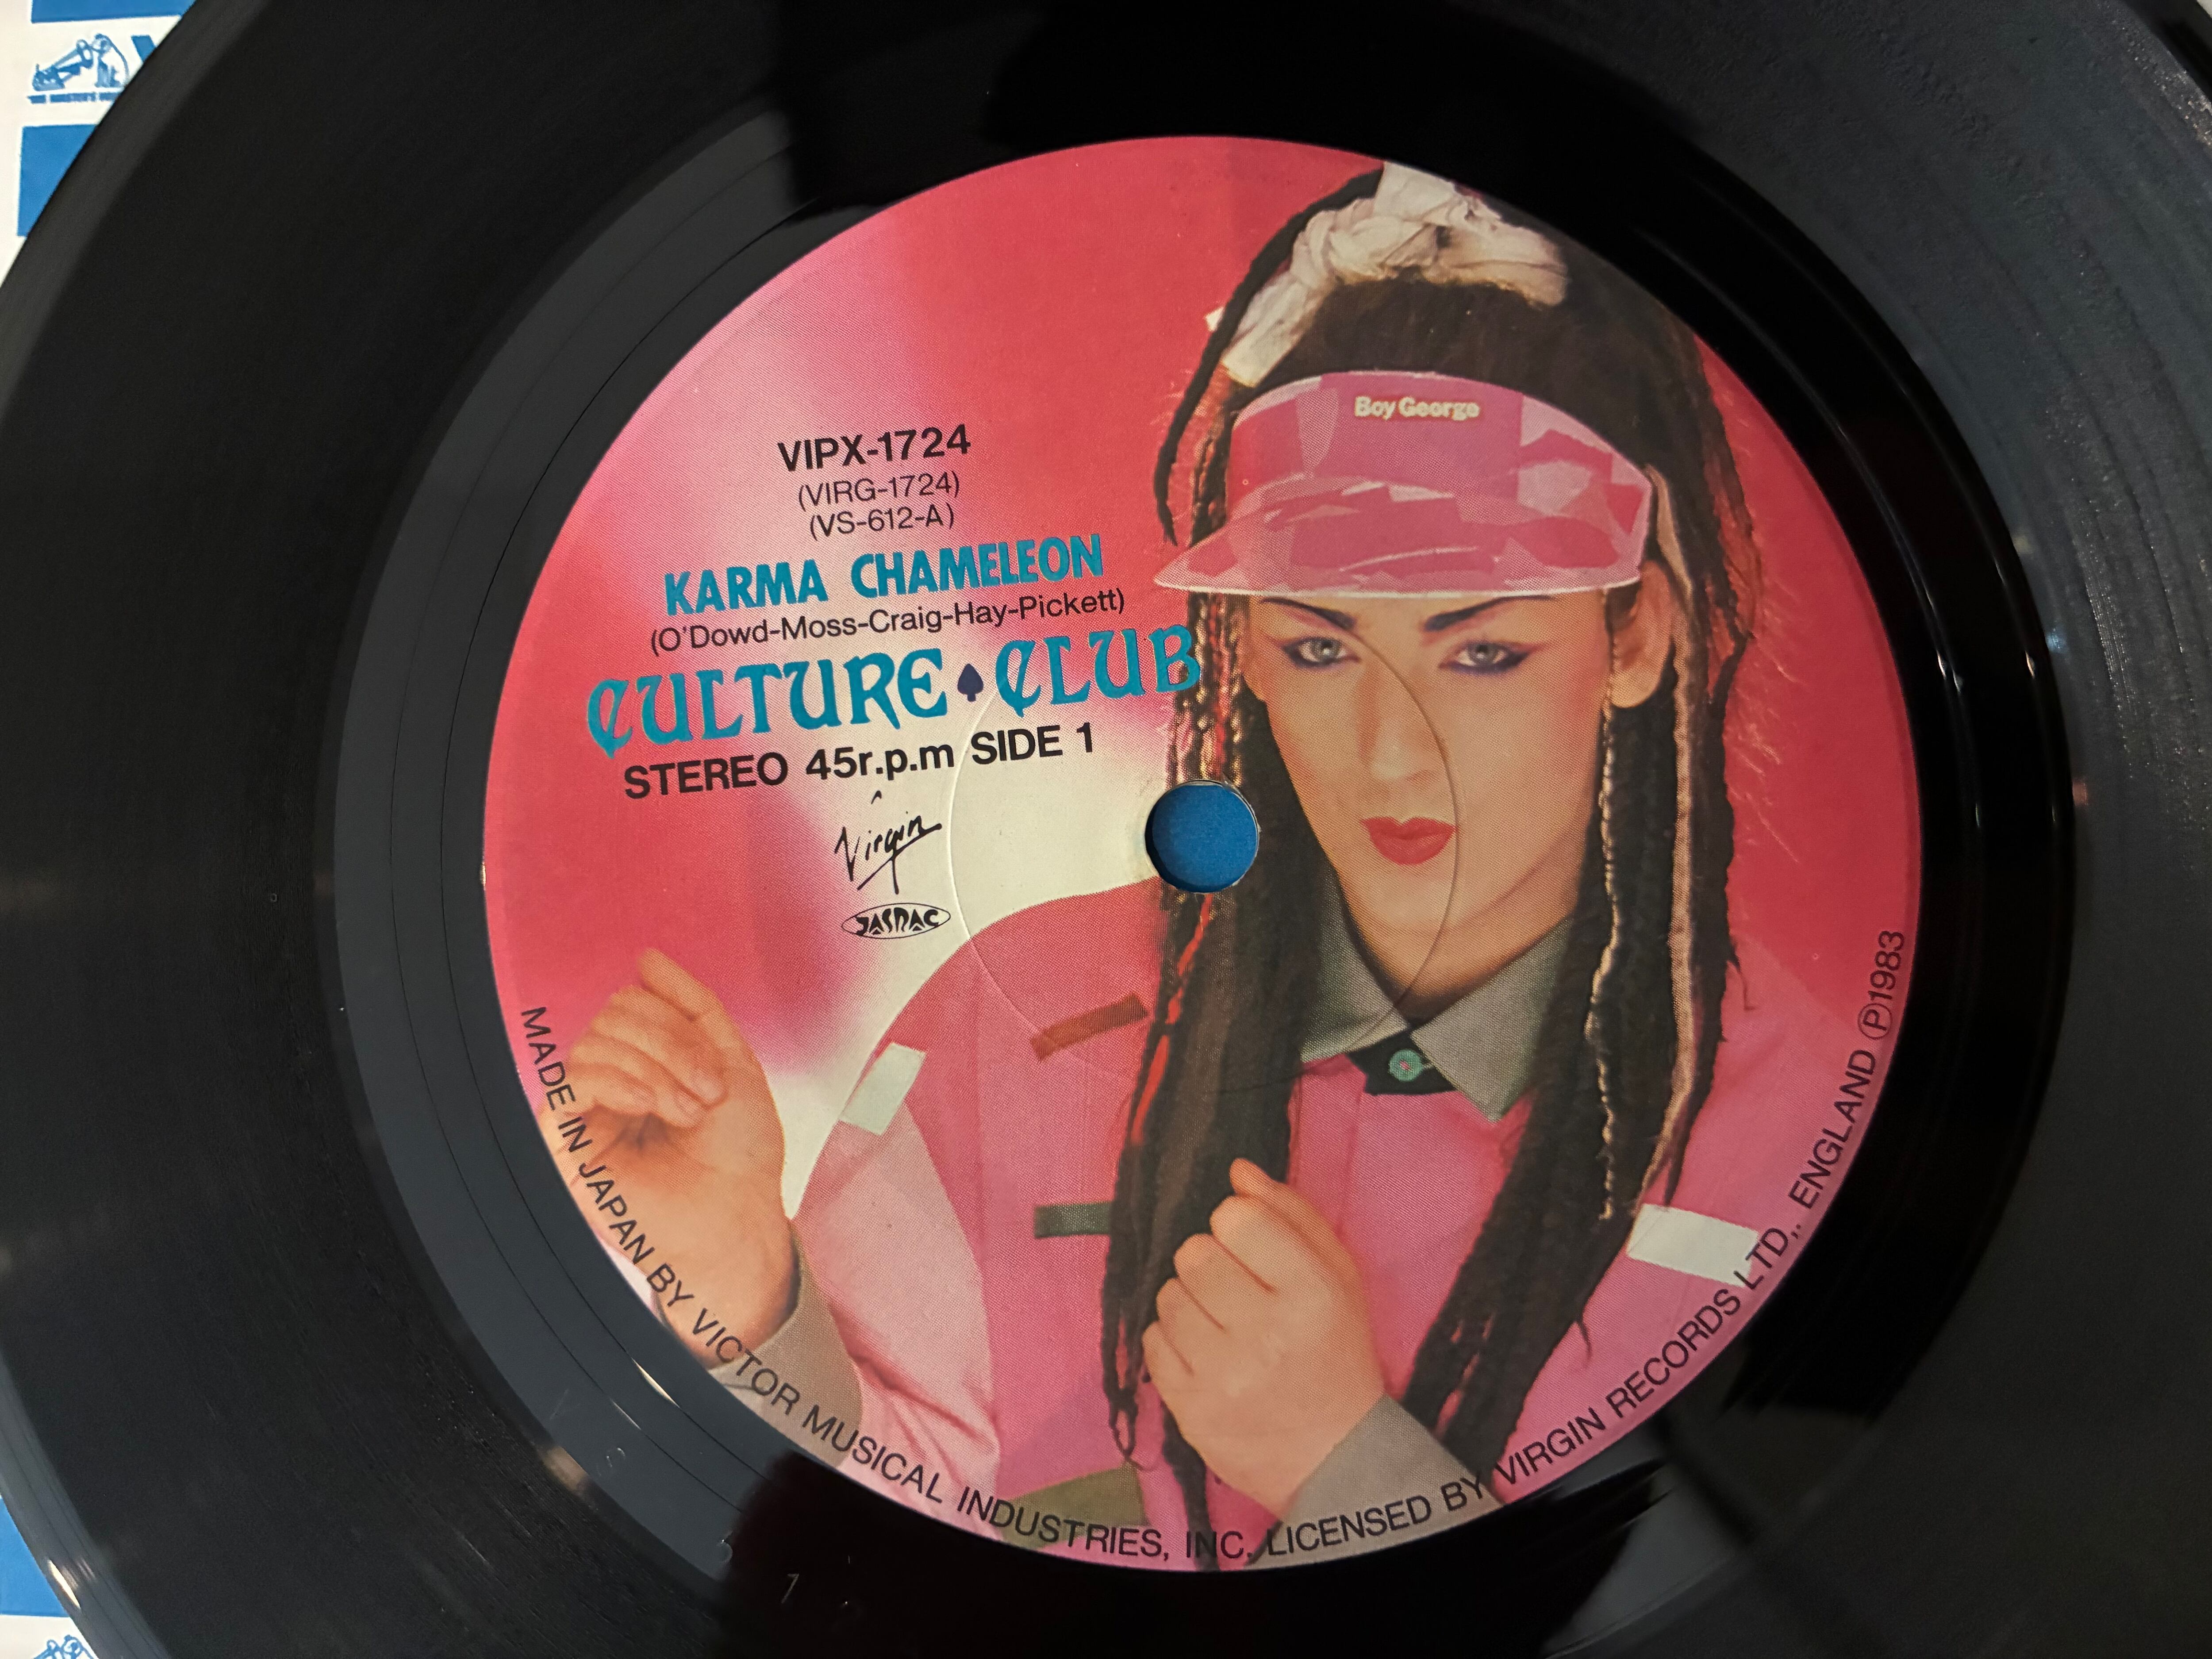 Boy George
VIPX-1724
(VIRG-1724)
(VS-612-A)
KARMA CHAMELEON
(O'Dowd-Moss-Craig-Hay-Pickett)
CULTURE♠CLUB
STEREO 45r.p.m SIDE 1
Virgin
JASRAC
MADE IN JAPAN BY VICTOR MUSICAL INDUSTRIES, INC. LICENSED BY VIRGIN RECORDS LTD,. ENGLAND Ⓟ1983